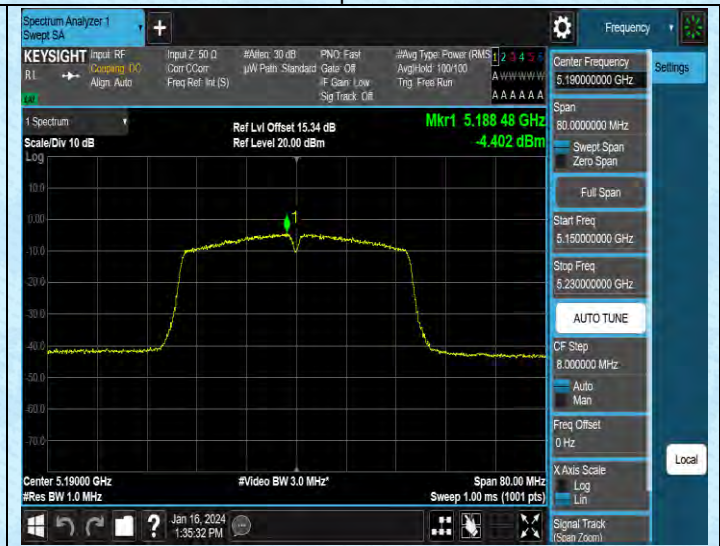 Spectrum Analyzer 1
Swept SA
+
Frequency
KEYSIGHT
RL
Input: RF
Coupling: DC
Align: Auto
Input Z: 50 Ω
Corr CCorr
Freq Ref: Int (S)
#Atten: 30 dB
µW Path: Standard
PNO: Fast
Gate: Off
IF Gain: Low
Sig Track: Off
#Avg Type: Power (RMS
Avg|Hold: 100/100
Trig: Free Run
1 2 3 4 5 6
A W W W W W
A A A A A A
1 Spectrum
Scale/Div 10 dB
Log
Ref Lvl Offset 15.34 dB
Ref Level 20.00 dBm
Mkr1 5.188 48 GHz
-4.402 dBm
10.0
0.00
-10.0
-20.0
-30.0
-40.0
-50.0
-60.0
-70.0
1
Center 5.19000 GHz
#Res BW 1.0 MHz
#Video BW 3.0 MHz*
Span 80.00 MHz
Sweep 1.00 ms (1001 pts)
?
Jan 16, 2024
1:35:32 PM
Center Frequency
5.190000000 GHz
Settings
Span
80.0000000 MHz
Swept Span
Zero Span
Full Span
Start Freq
5.150000000 GHz
Stop Freq
5.230000000 GHz
AUTO TUNE
CF Step
8.000000 MHz
Auto
Man
Freq Offset
0 Hz
X Axis Scale
Log
Lin
Local
Signal Track
(Span Zoom)